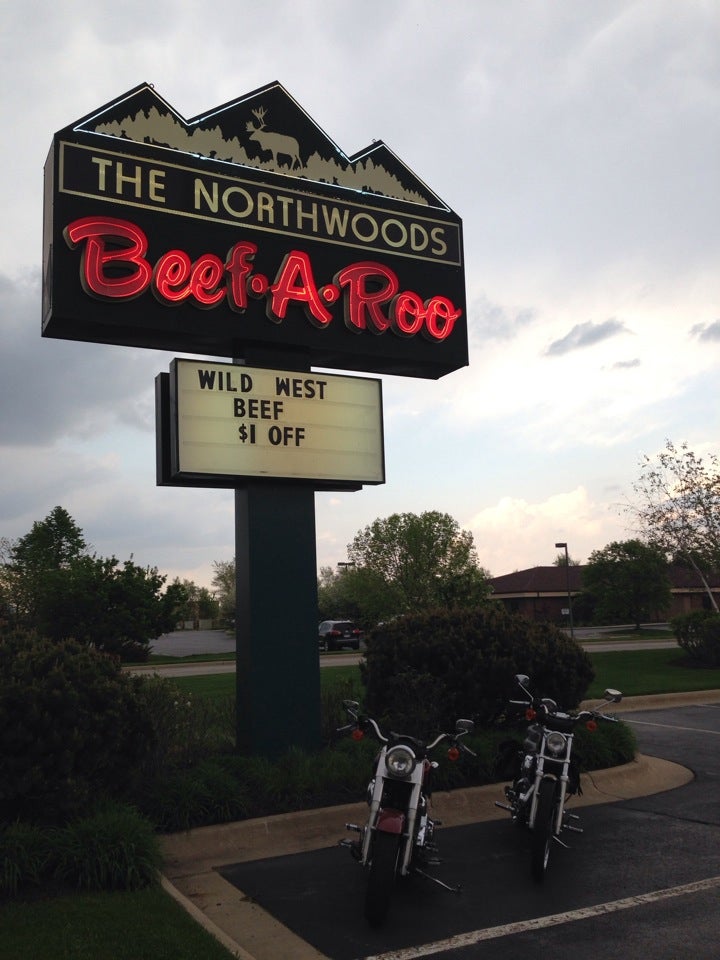 THE NORTHWOODS
Beef·A·Roo
WILD WEST
BEEF
$1 OFF